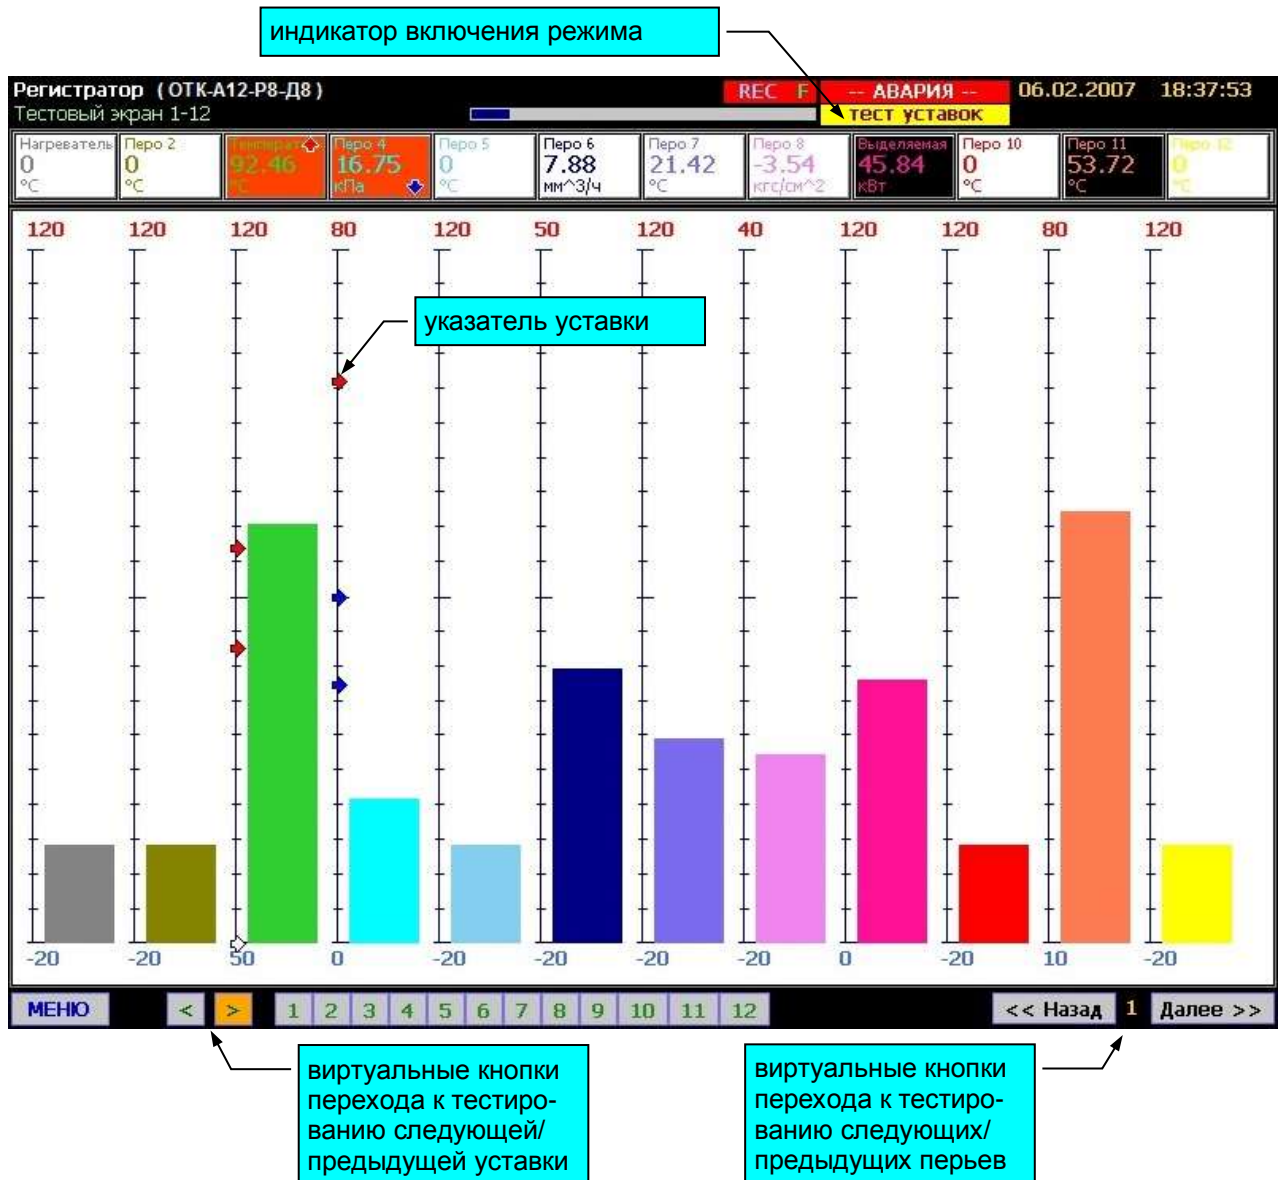 индикатор включения режима
Регистратор (ОТК-А12-Р8-Д8) REC F -- АВАРИЯ -- 06.02.2007 18:37:53
Тестовый экран 1-12 тест уставок
Нагреватель Перо 2 Температ Перо 4 Перо 5 Перо 6 Перо 7 Перо 8 Выделяемая Перо 10 Перо 11 Перо 12
0 0 92.46 16.75 0 7.88 21.42 -3.54 45.84 0 53.72 0
°C °C °C кПа °C мм^3/ч °C кгс/см^2 кВт °C °C °C
120 120 120 80 120 50 120 40 120 120 80 120
указатель уставки
-20 -20 50 0 -20 -20 -20 -20 0 -20 10 -20
МЕНЮ < > 1 2 3 4 5 6 7 8 9 10 11 12 << Назад 1 Далее >>
виртуальные кнопки
перехода к тестиро-
ванию следующей/
предыдущей уставки
виртуальные кнопки
перехода к тестиро-
ванию следующих/
предыдущих перьев